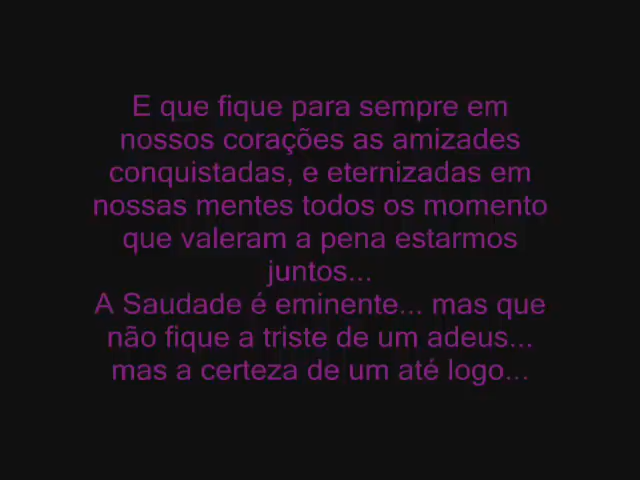 E que fique para sempre em
nossos corações as amizades
conquistadas, e eternizadas em
nossas mentes todos os momento
que valeram a pena estarmos
juntos...
A Saudade é eminente... mas que
não fique a triste de um adeus...
mas a certeza de um até logo...